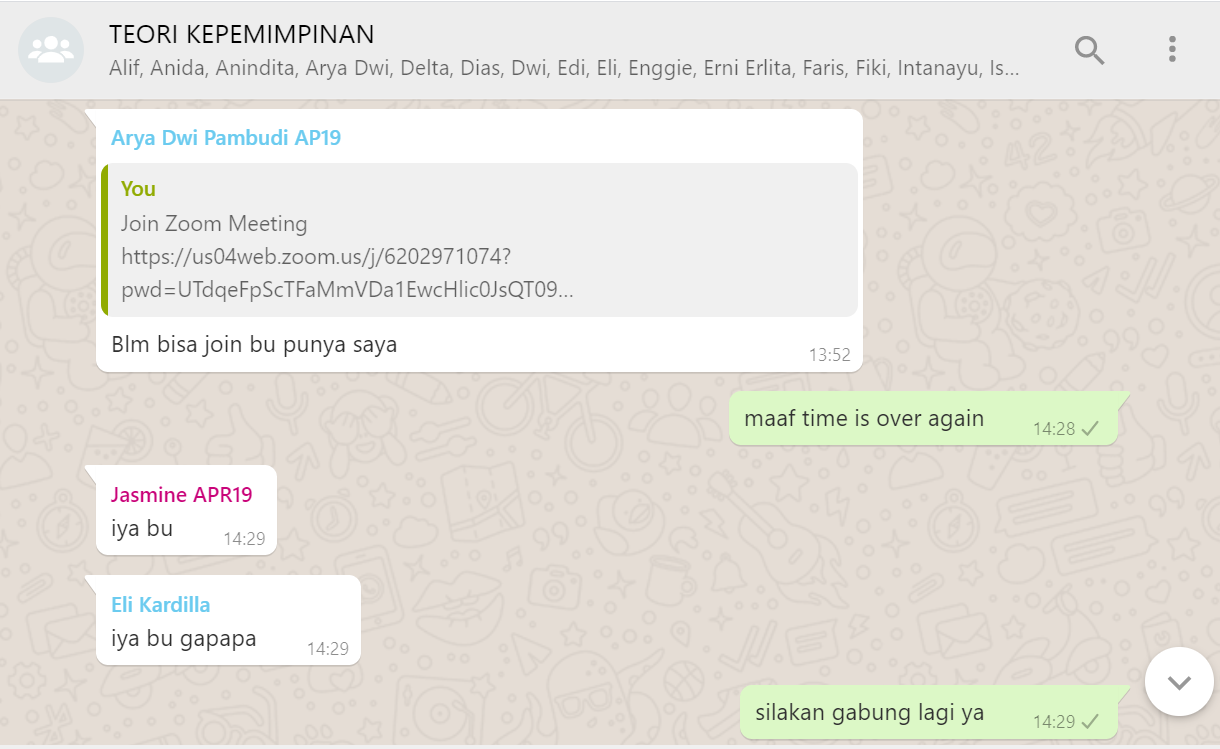 TEORI KEPEMIMPINAN
Alif, Anida, Anindita, Arya Dwi, Delta, Dias, Dwi, Edi, Eli, Enggie, Erni Erlita, Faris, Fiki, Intanayu, Is...
Arya Dwi Pambudi AP19
You
Join Zoom Meeting
https://us04web.zoom.us/j/6202971074?
pwd=UTdqeFpScTFaMmVDa1EwcHlic0JsQT09...
Blm bisa join bu punya saya
13:52
maaf time is over again
14:28
Jasmine APR19
iya bu
14:29
Eli Kardilla
iya bu gapapa
14:29
silakan gabung lagi ya
14:29